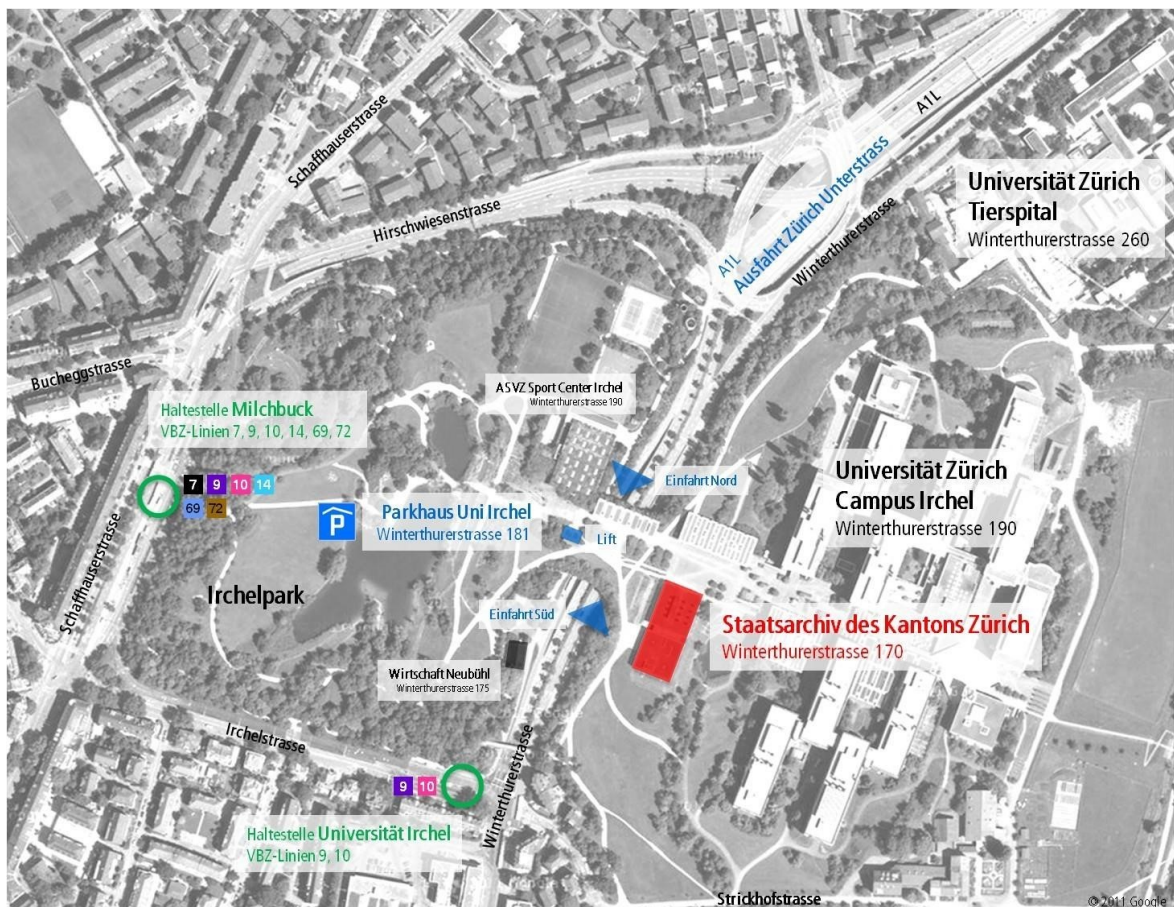 Schaffhauserstrasse
A1L
Hirschwiesenstrasse
A1L
Ausfahrt Zürich Unterstrass
Winterthurerstrasse
Universität Zürich
Tierspital
Winterthurerstrasse 260
Bucheggstrasse
ASVZ Sport Center Irchel
Winterthurerstrasse 190
Haltestelle Milchbuck
VBZ-Linien 7, 9, 10, 14, 69, 72
7 9 10 14
69 72
Einfahrt Nord
Universität Zürich
Campus Irchel
Winterthurerstrasse 190
P
Parkhaus Uni Irchel
Winterthurerstrasse 181
Lift
Schaffhauserstrasse
Irchelpark
Einfahrt Süd
Staatsarchiv des Kantons Zürich
Winterthurerstrasse 170
Wirtschaft Neubühl
Winterthurerstrasse 175
Irchelstrasse
Winterthurerstrasse
9 10
Haltestelle Universität Irchel
VBZ-Linien 9, 10
Strickhofstrasse
© 2011 Google